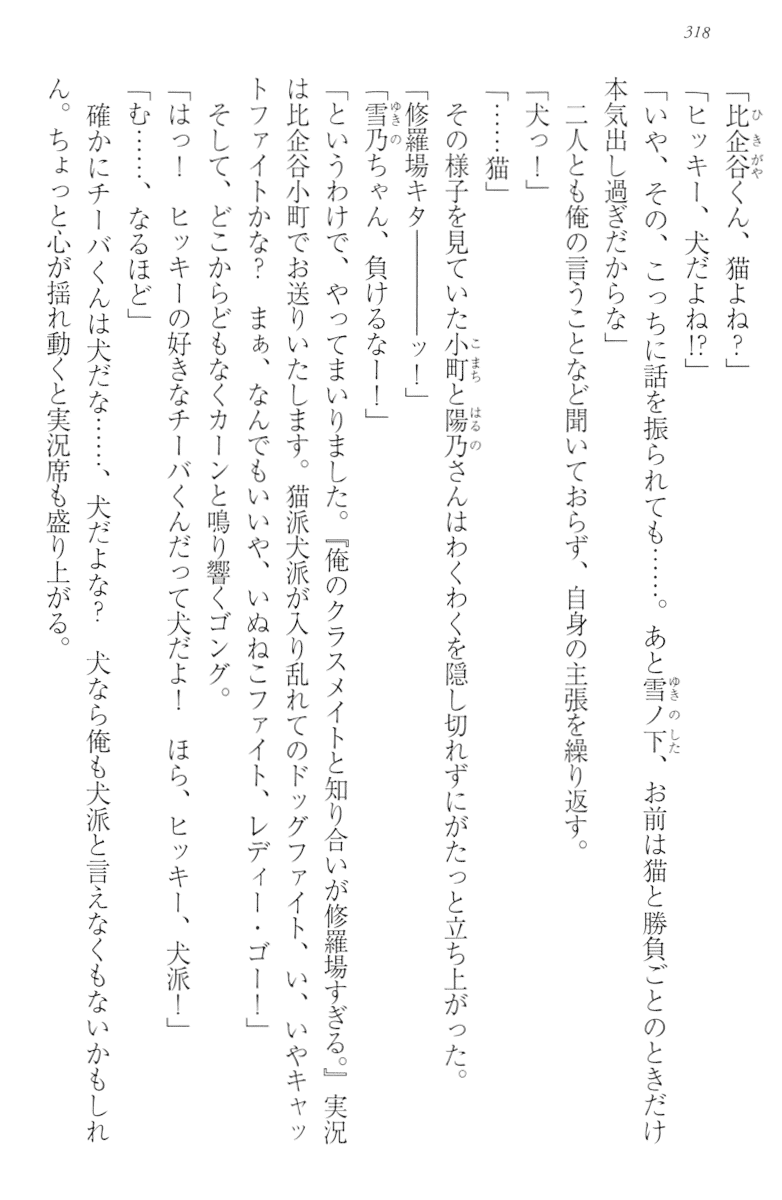 318
「比企谷くん、猫よね?」
「ヒッキー、犬だよね!?」
「いや、その、こっちに話を振られても……。あと雪ノ下、お前は猫と勝負ごとのときだけ
本気出し過ぎだからな」
二人とも俺の言うことなど聞いておらず、自身の主張を繰り返す。
「犬っ!」
「……猫」
その様子を見ていた小町と陽乃さんはわくわくを隠し切れずにがたっと立ち上がった。
「修羅場キタ――――ッ!」
「雪乃ちゃん、負けるなー!」
「というわけで、やってまいりました。『俺のクラスメイトと知り合いが修羅場すぎる。』実況
は比企谷小町でお送りいたします。猫派犬派が入り乱れてのドッグファイト、い、いやキャッ
トファイトかな? まぁ、なんでもいいや、いぬねこファイト、レディー・ゴー!」
そして、どこからどもなくカーンと鳴り響くゴング。
「はっ! ヒッキーの好きなチーバくんだって犬だよ! ほら、ヒッキー、犬派!」
「む……、なるほど」
確かにチーバくんは犬だな……、犬だよな? 犬なら俺も犬派と言えなくもないかもしれ
ん。ちょっと心が揺れ動くと実況席も盛り上がる。